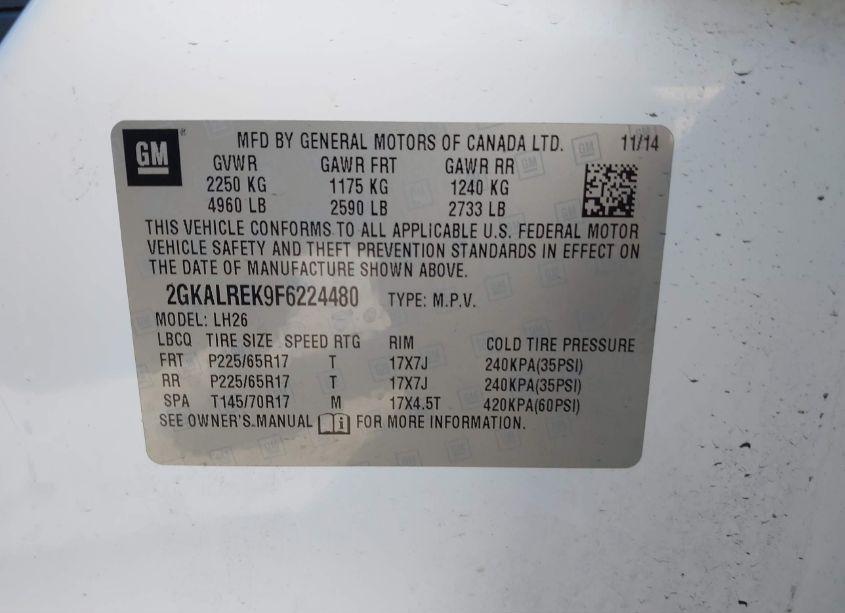 GM ® MFD BY GENERAL MOTORS OF CANADA LTD. 11/14
GVWR GAWR FRT GAWR RR
2250 KG 1175 KG 1240 KG
4960 LB 2590 LB 2733 LB
THIS VEHICLE CONFORMS TO ALL APPLICABLE U.S. FEDERAL MOTOR
VEHICLE SAFETY AND THEFT PREVENTION STANDARDS IN EFFECT ON
THE DATE OF MANUFACTURE SHOWN ABOVE.
2GKALREK9F6224480 TYPE: M.P.V.
MODEL: LH26
LBCQ TIRE SIZE SPEED RTG RIM COLD TIRE PRESSURE
FRT P225/65R17 T 17X7J 240KPA(35PSI)
RR P225/65R17 T 17X7J 240KPA(35PSI)
SPA T145/70R17 M 17X4.5T 420KPA(60PSI)
SEE OWNER'S MANUAL i FOR MORE INFORMATION.